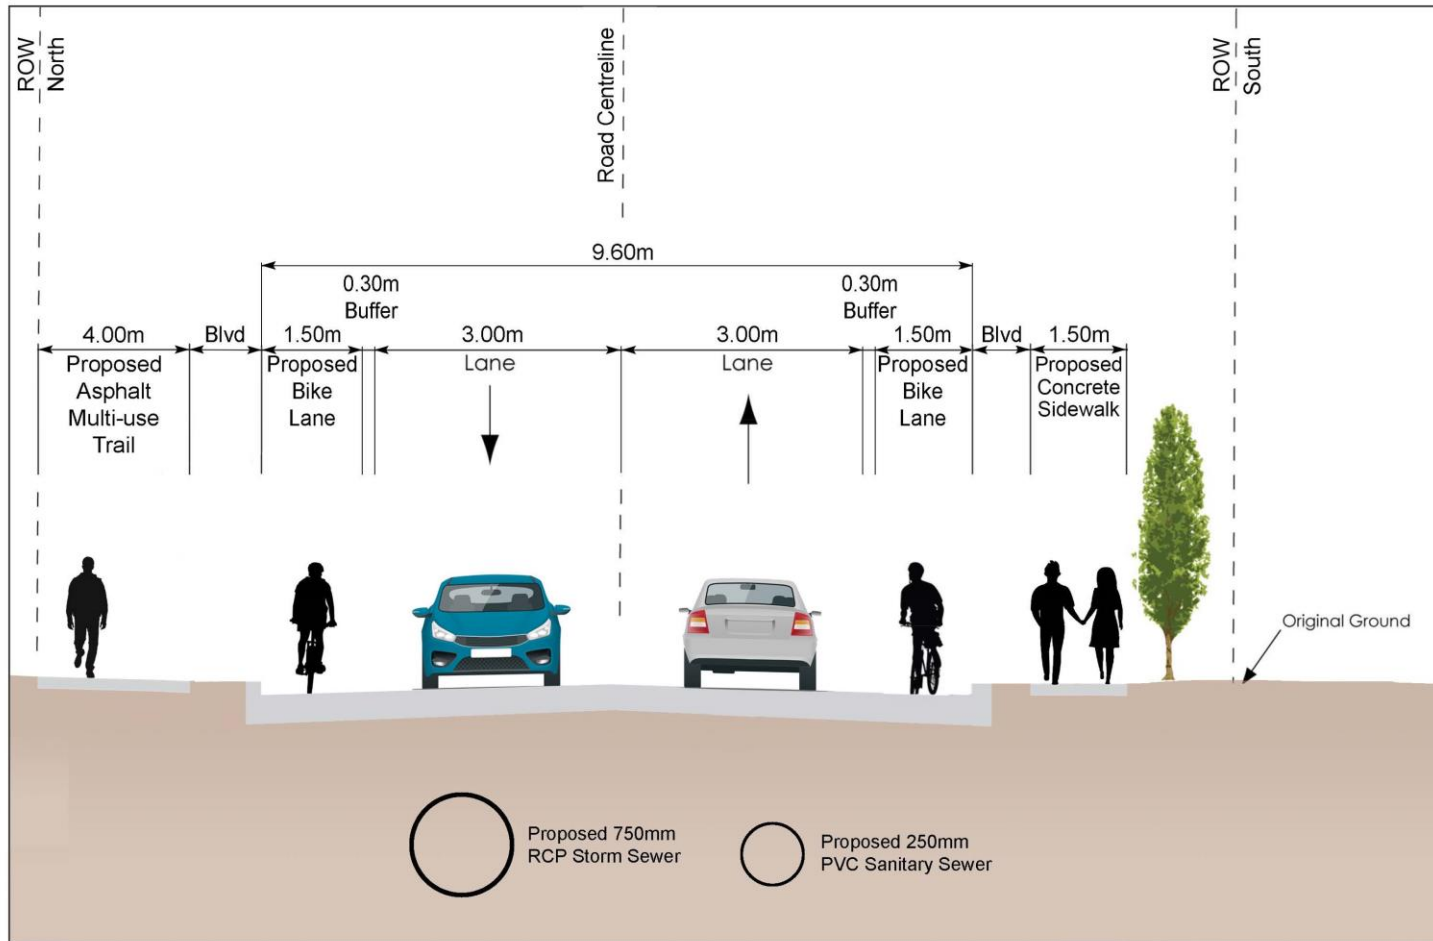 ROW
North
Road Centreline
ROW
South
9.60m
0.30m
Buffer
0.30m
Buffer
4.00m
Proposed
Asphalt
Multi-use
Trail
Blvd
1.50m
Proposed
Bike
Lane
3.00m
Lane
3.00m
Lane
1.50m
Proposed
Bike
Lane
Blvd
1.50m
Proposed
Concrete
Sidewalk
Original Ground
Proposed 750mm
RCP Storm Sewer
Proposed 250mm
PVC Sanitary Sewer